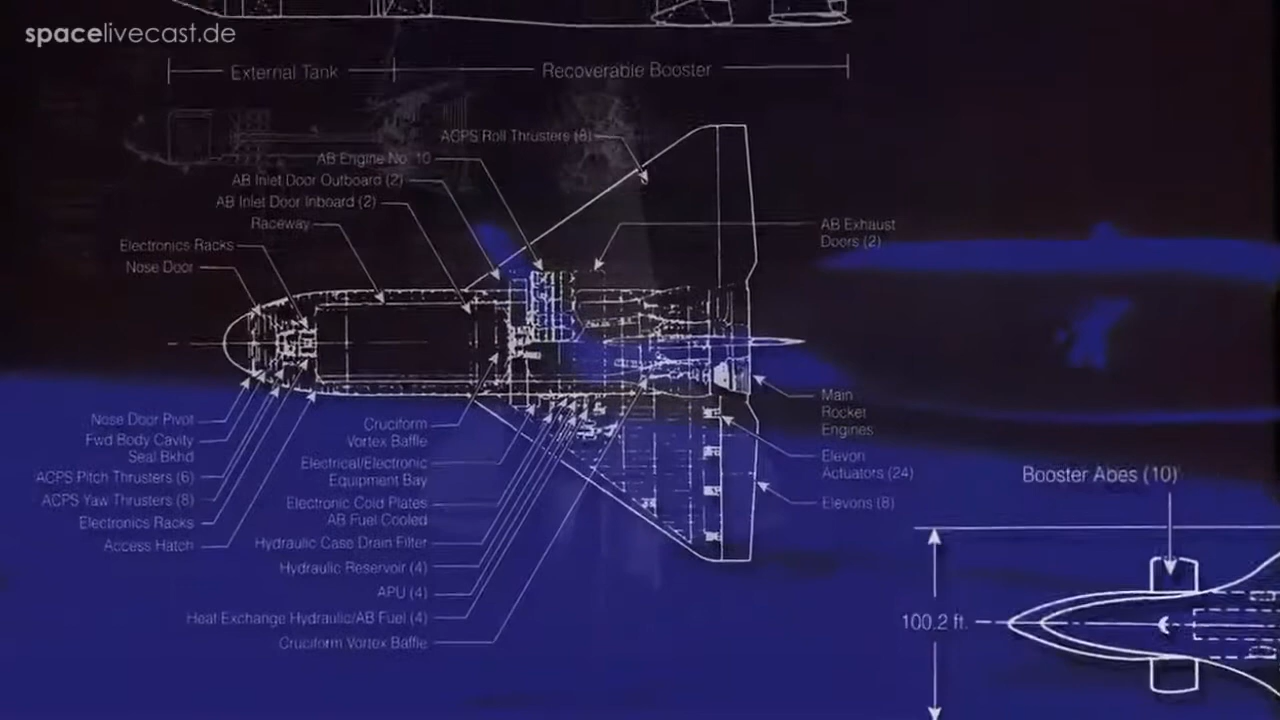 spacelivecast.de
External Tank
Recoverable Booster
ACPS Roll Thrusters (8)
AB Engine No. 10
AB Inlet Door Outboard (2)
AB Inlet Door Inboard (2)
Raceway
Electronics Racks
Nose Door
AB Exhaust
Doors (2)
Nose Door Pivot
Fwd Body Cavity
Seal Bkhd
ACPS Pitch Thrusters (6)
ACPS Yaw Thrusters (8)
Electronics Racks
Access Hatch
Cruciform
Vortex Baffle
Electrical/Electronic
Equipment Bay
Electronic Cold Plates
AB Fuel Cooled
Hydraulic Case Drain Filter
Hydraulic Reservoir (4)
APU (4)
Heat Exchange Hydraulic/AB Fuel (4)
Cruciform Vortex Baffle
Main
Rocket
Engines
Elevon
Actuators (24)
Elevons (8)
Booster Abes (10)
100.2 ft.